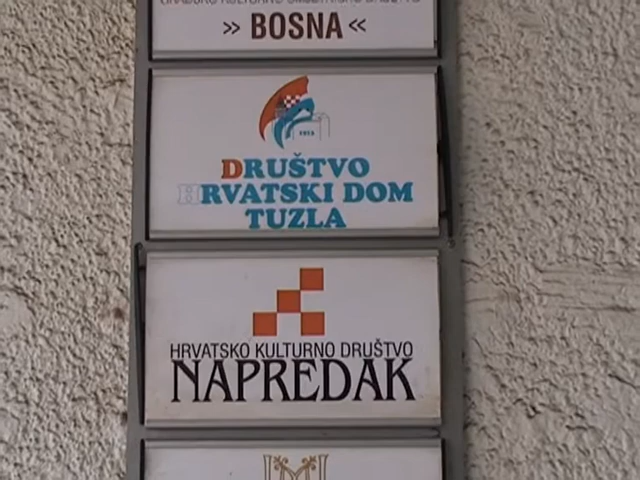 » BOSNA «
DRUŠTVO
HRVATSKI DOM
TUZLA
HRVATSKO KULTURNO DRUŠTVO
NAPREDAK